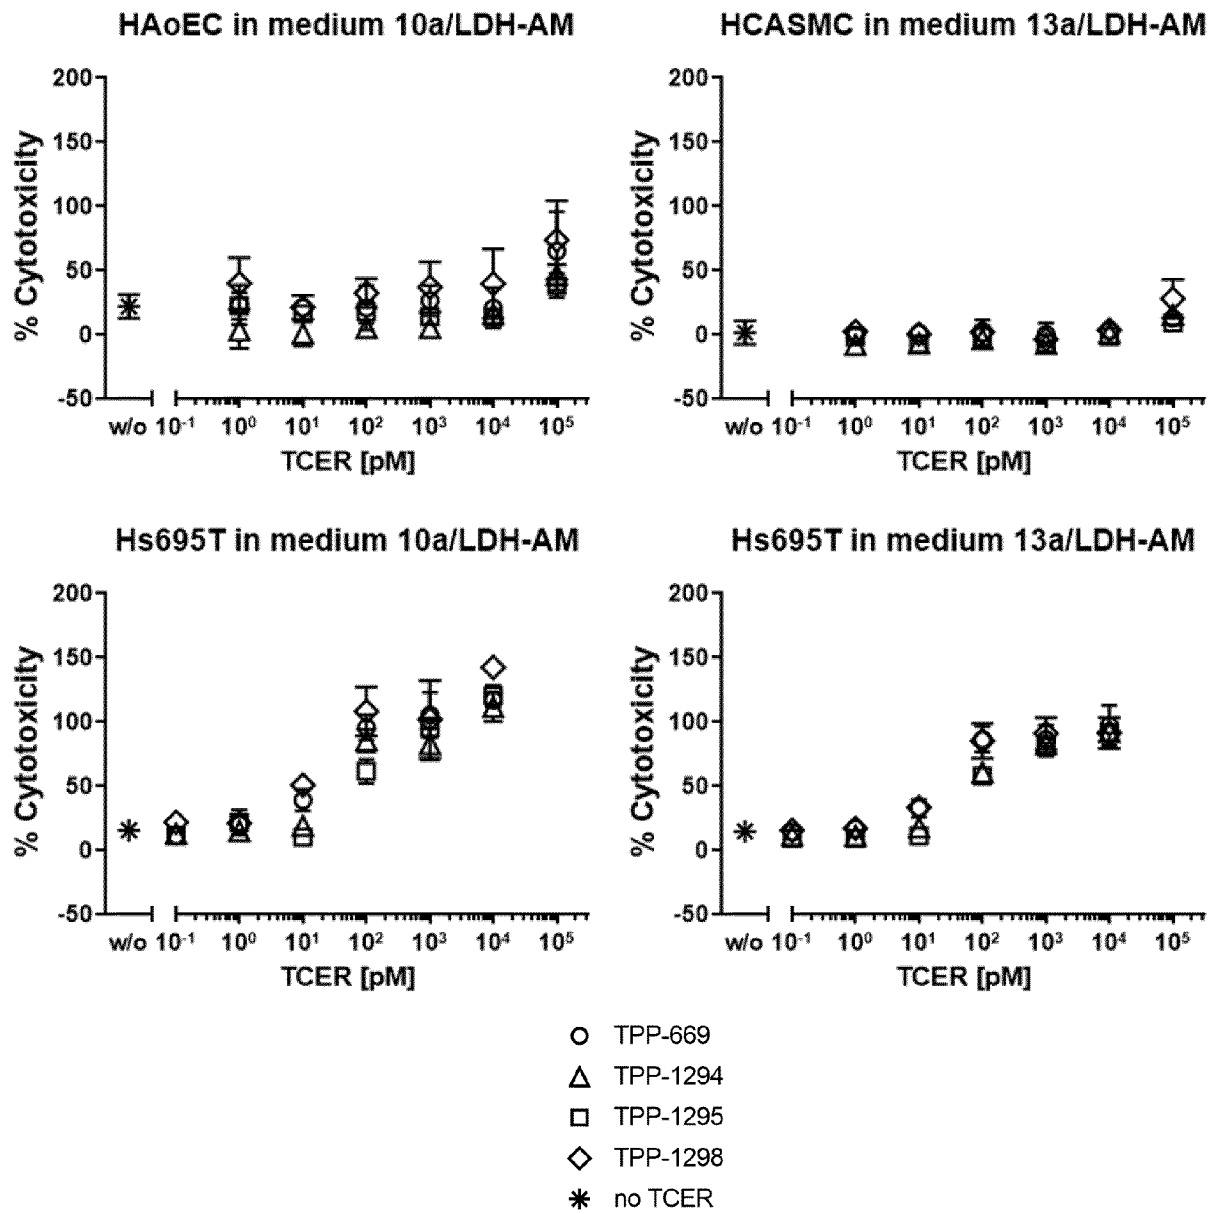 HAoEC in medium 10a/LDH-AM
HCASMC in medium 13a/LDH-AM
% Cytotoxicity
200
150
100
50
0
-50
w/o 10⁻¹ 10⁰ 10¹ 10² 10³ 10⁴ 10⁵
TCER [pM]
% Cytotoxicity
200
150
100
50
0
-50
w/o 10⁻¹ 10⁰ 10¹ 10² 10³ 10⁴ 10⁵
TCER [pM]
Hs695T in medium 10a/LDH-AM
Hs695T in medium 13a/LDH-AM
% Cytotoxicity
200
150
100
50
0
-50
w/o 10⁻¹ 10⁰ 10¹ 10² 10³ 10⁴ 10⁵
TCER [pM]
% Cytotoxicity
200
150
100
50
0
-50
w/o 10⁻¹ 10⁰ 10¹ 10² 10³ 10⁴ 10⁵
TCER [pM]
TPP-669
TPP-1294
TPP-1295
TPP-1298
no TCER